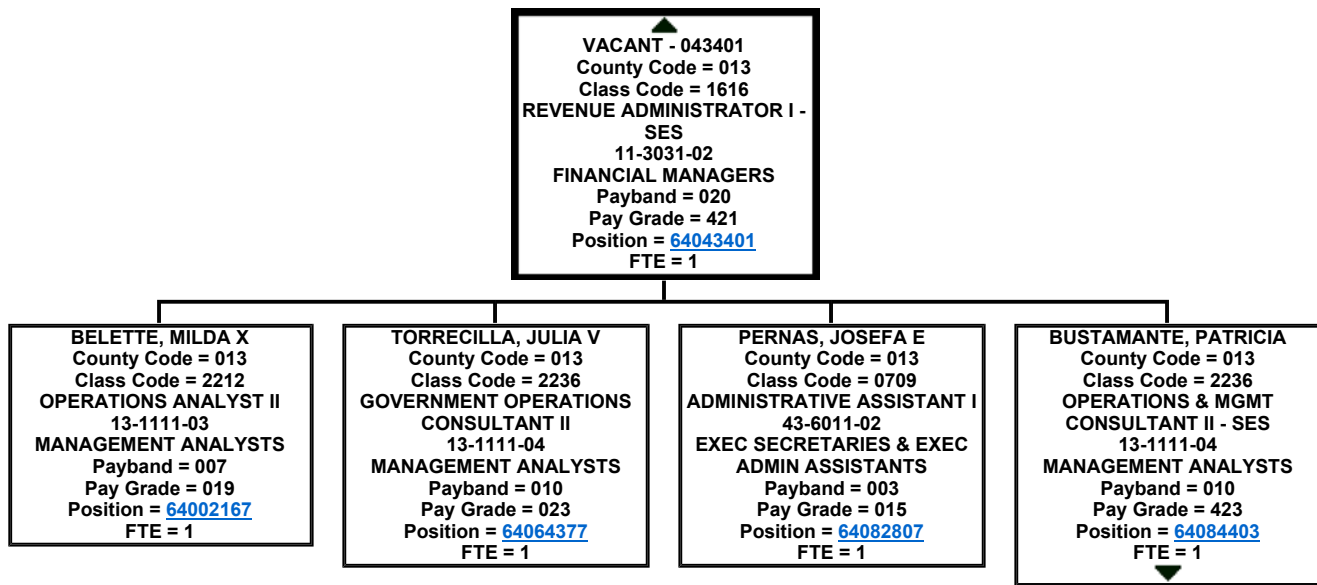 VACANT - 043401
County Code = 013
Class Code = 1616
REVENUE ADMINISTRATOR I -
SES
11-3031-02
FINANCIAL MANAGERS
Payband = 020
Pay Grade = 421
Position = 64043401
FTE = 1
BELETTE, MILDA X
County Code = 013
Class Code = 2212
OPERATIONS ANALYST II
13-1111-03
MANAGEMENT ANALYSTS
Payband = 007
Pay Grade = 019
Position = 64002167
FTE = 1
TORRECILLA, JULIA V
County Code = 013
Class Code = 2236
GOVERNMENT OPERATIONS
CONSULTANT II
13-1111-04
MANAGEMENT ANALYSTS
Payband = 010
Pay Grade = 023
Position = 64064377
FTE = 1
PERNAS, JOSEFA E
County Code = 013
Class Code = 0709
ADMINISTRATIVE ASSISTANT I
43-6011-02
EXEC SECRETARIES & EXEC
ADMIN ASSISTANTS
Payband = 003
Pay Grade = 015
Position = 64082807
FTE = 1
BUSTAMANTE, PATRICIA
County Code = 013
Class Code = 2236
OPERATIONS & MGMT
CONSULTANT II - SES
13-1111-04
MANAGEMENT ANALYSTS
Payband = 010
Pay Grade = 423
Position = 64084403
FTE = 1